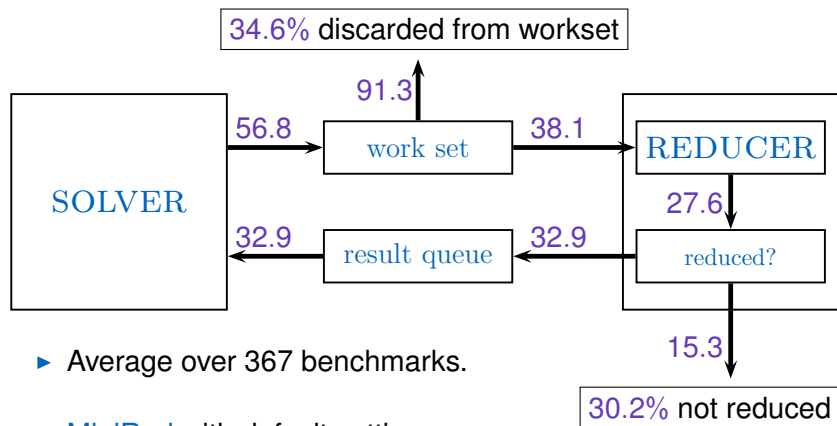 34.6% discarded from workset
91.3
56.8
38.1
work set
REDUCER
SOLVER
27.6
32.9
32.9
result queue
reduced?
15.3
► Average over 367 benchmarks.
30.2% not reduced